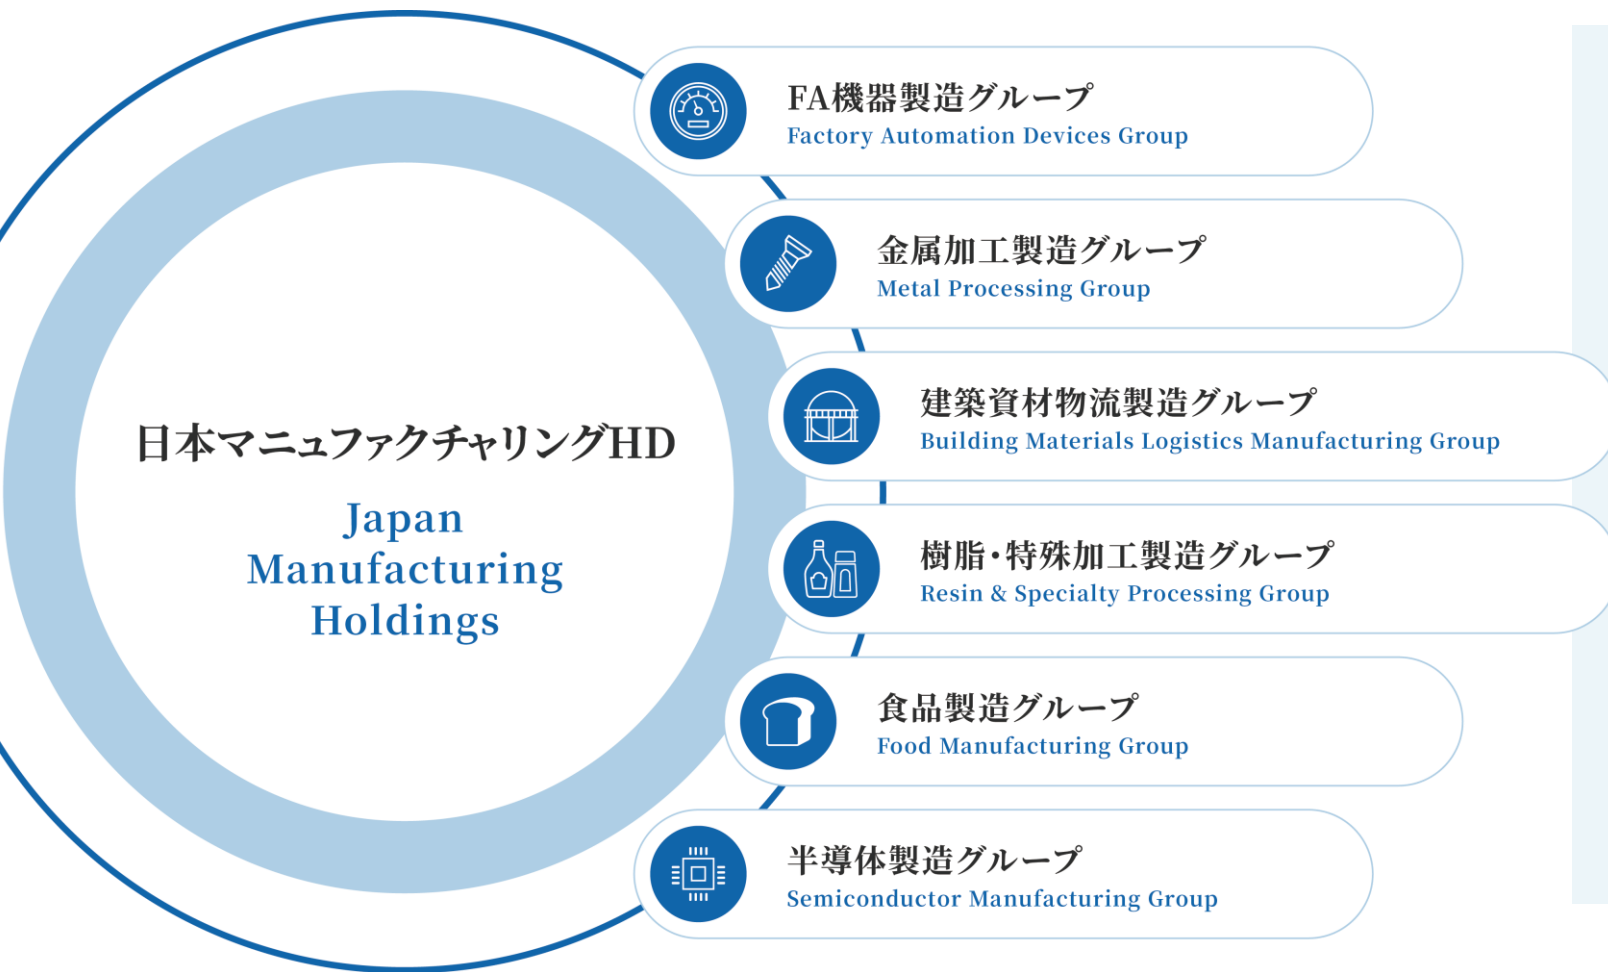 日本マニュファクチャリングHD
Japan
Manufacturing
Holdings
FA機器製造グループ
Factory Automation Devices Group
金属加工製造グループ
Metal Processing Group
建築資材物流製造グループ
Building Materials Logistics Manufacturing Group
樹脂・特殊加工製造グループ
Resin & Specialty Processing Group
食品製造グループ
Food Manufacturing Group
半導体製造グループ
Semiconductor Manufacturing Group